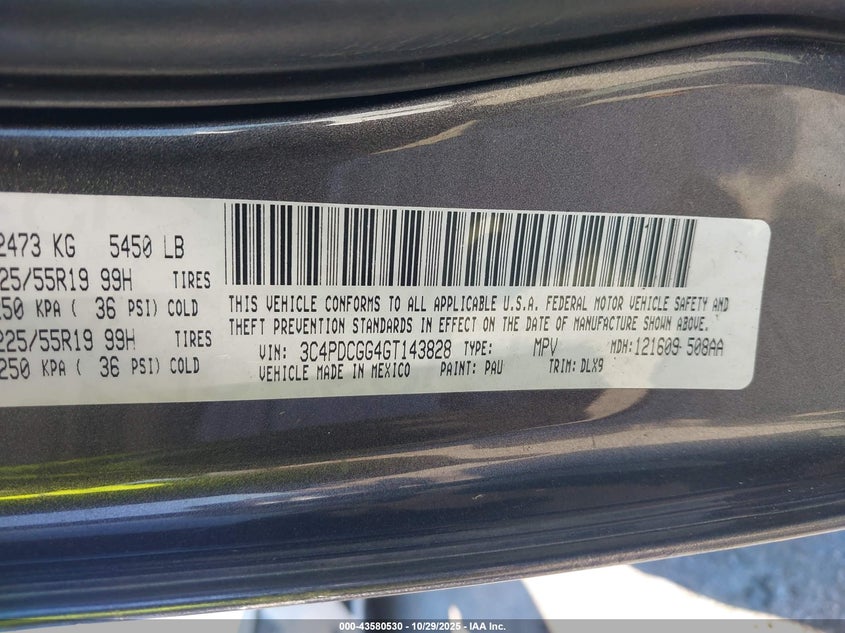 2473 KG 5450 LB
25/55R19 99H TIRES
250 KPA ( 36 PSI) COLD
225/55R19 99H TIRES
250 KPA ( 36 PSI) COLD
THIS VEHICLE CONFORMS TO ALL APPLICABLE U.S.A. FEDERAL MOTOR VEHICLE SAFETY AND
THEFT PREVENTION STANDARDS IN EFFECT ON THE DATE OF MANUFACTURE SHOWN ABOVE.
VIN: 3C4PDCGG4GT143828 TYPE: MPV MDH: 121609 508AA
VEHICLE MADE IN MEXICO PAINT: PAU TRIM: DLX9
000-43580530 - 10/29/2025 - IAA Inc.